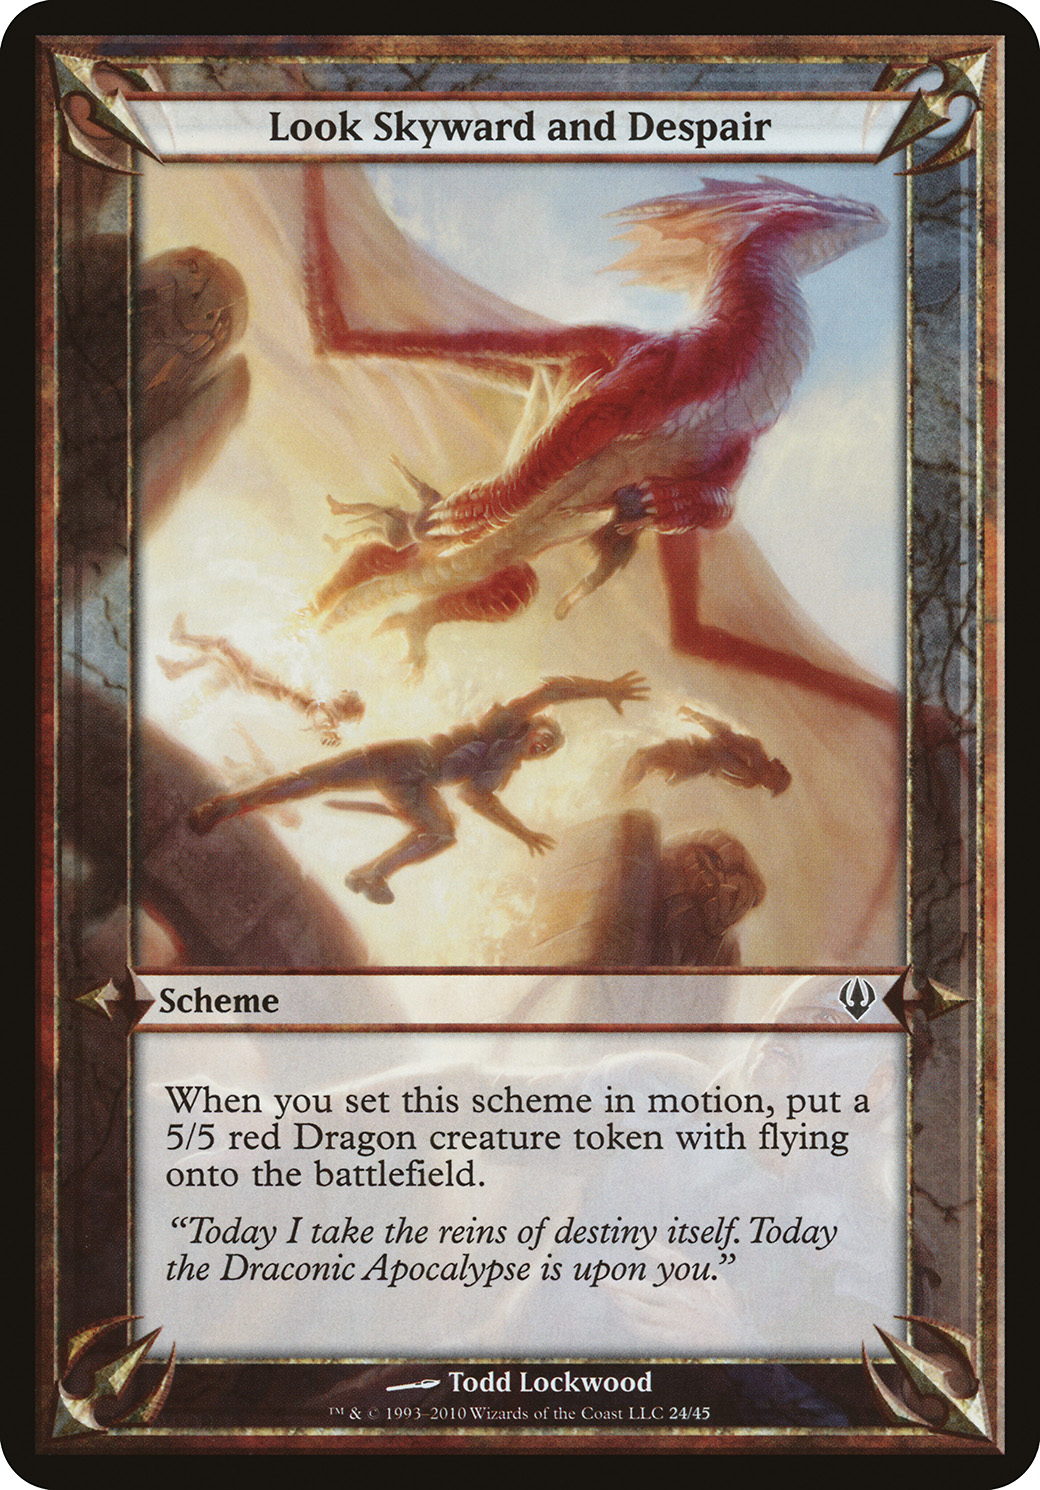 Look Skyward and Despair
Scheme
When you set this scheme in motion, put a
5/5 red Dragon creature token with flying
onto the battlefield.
“Today I take the reins of destiny itself. Today
the Draconic Apocalypse is upon you.”
Todd Lockwood
™ & © 1993–2010 Wizards of the Coast LLC 24/45